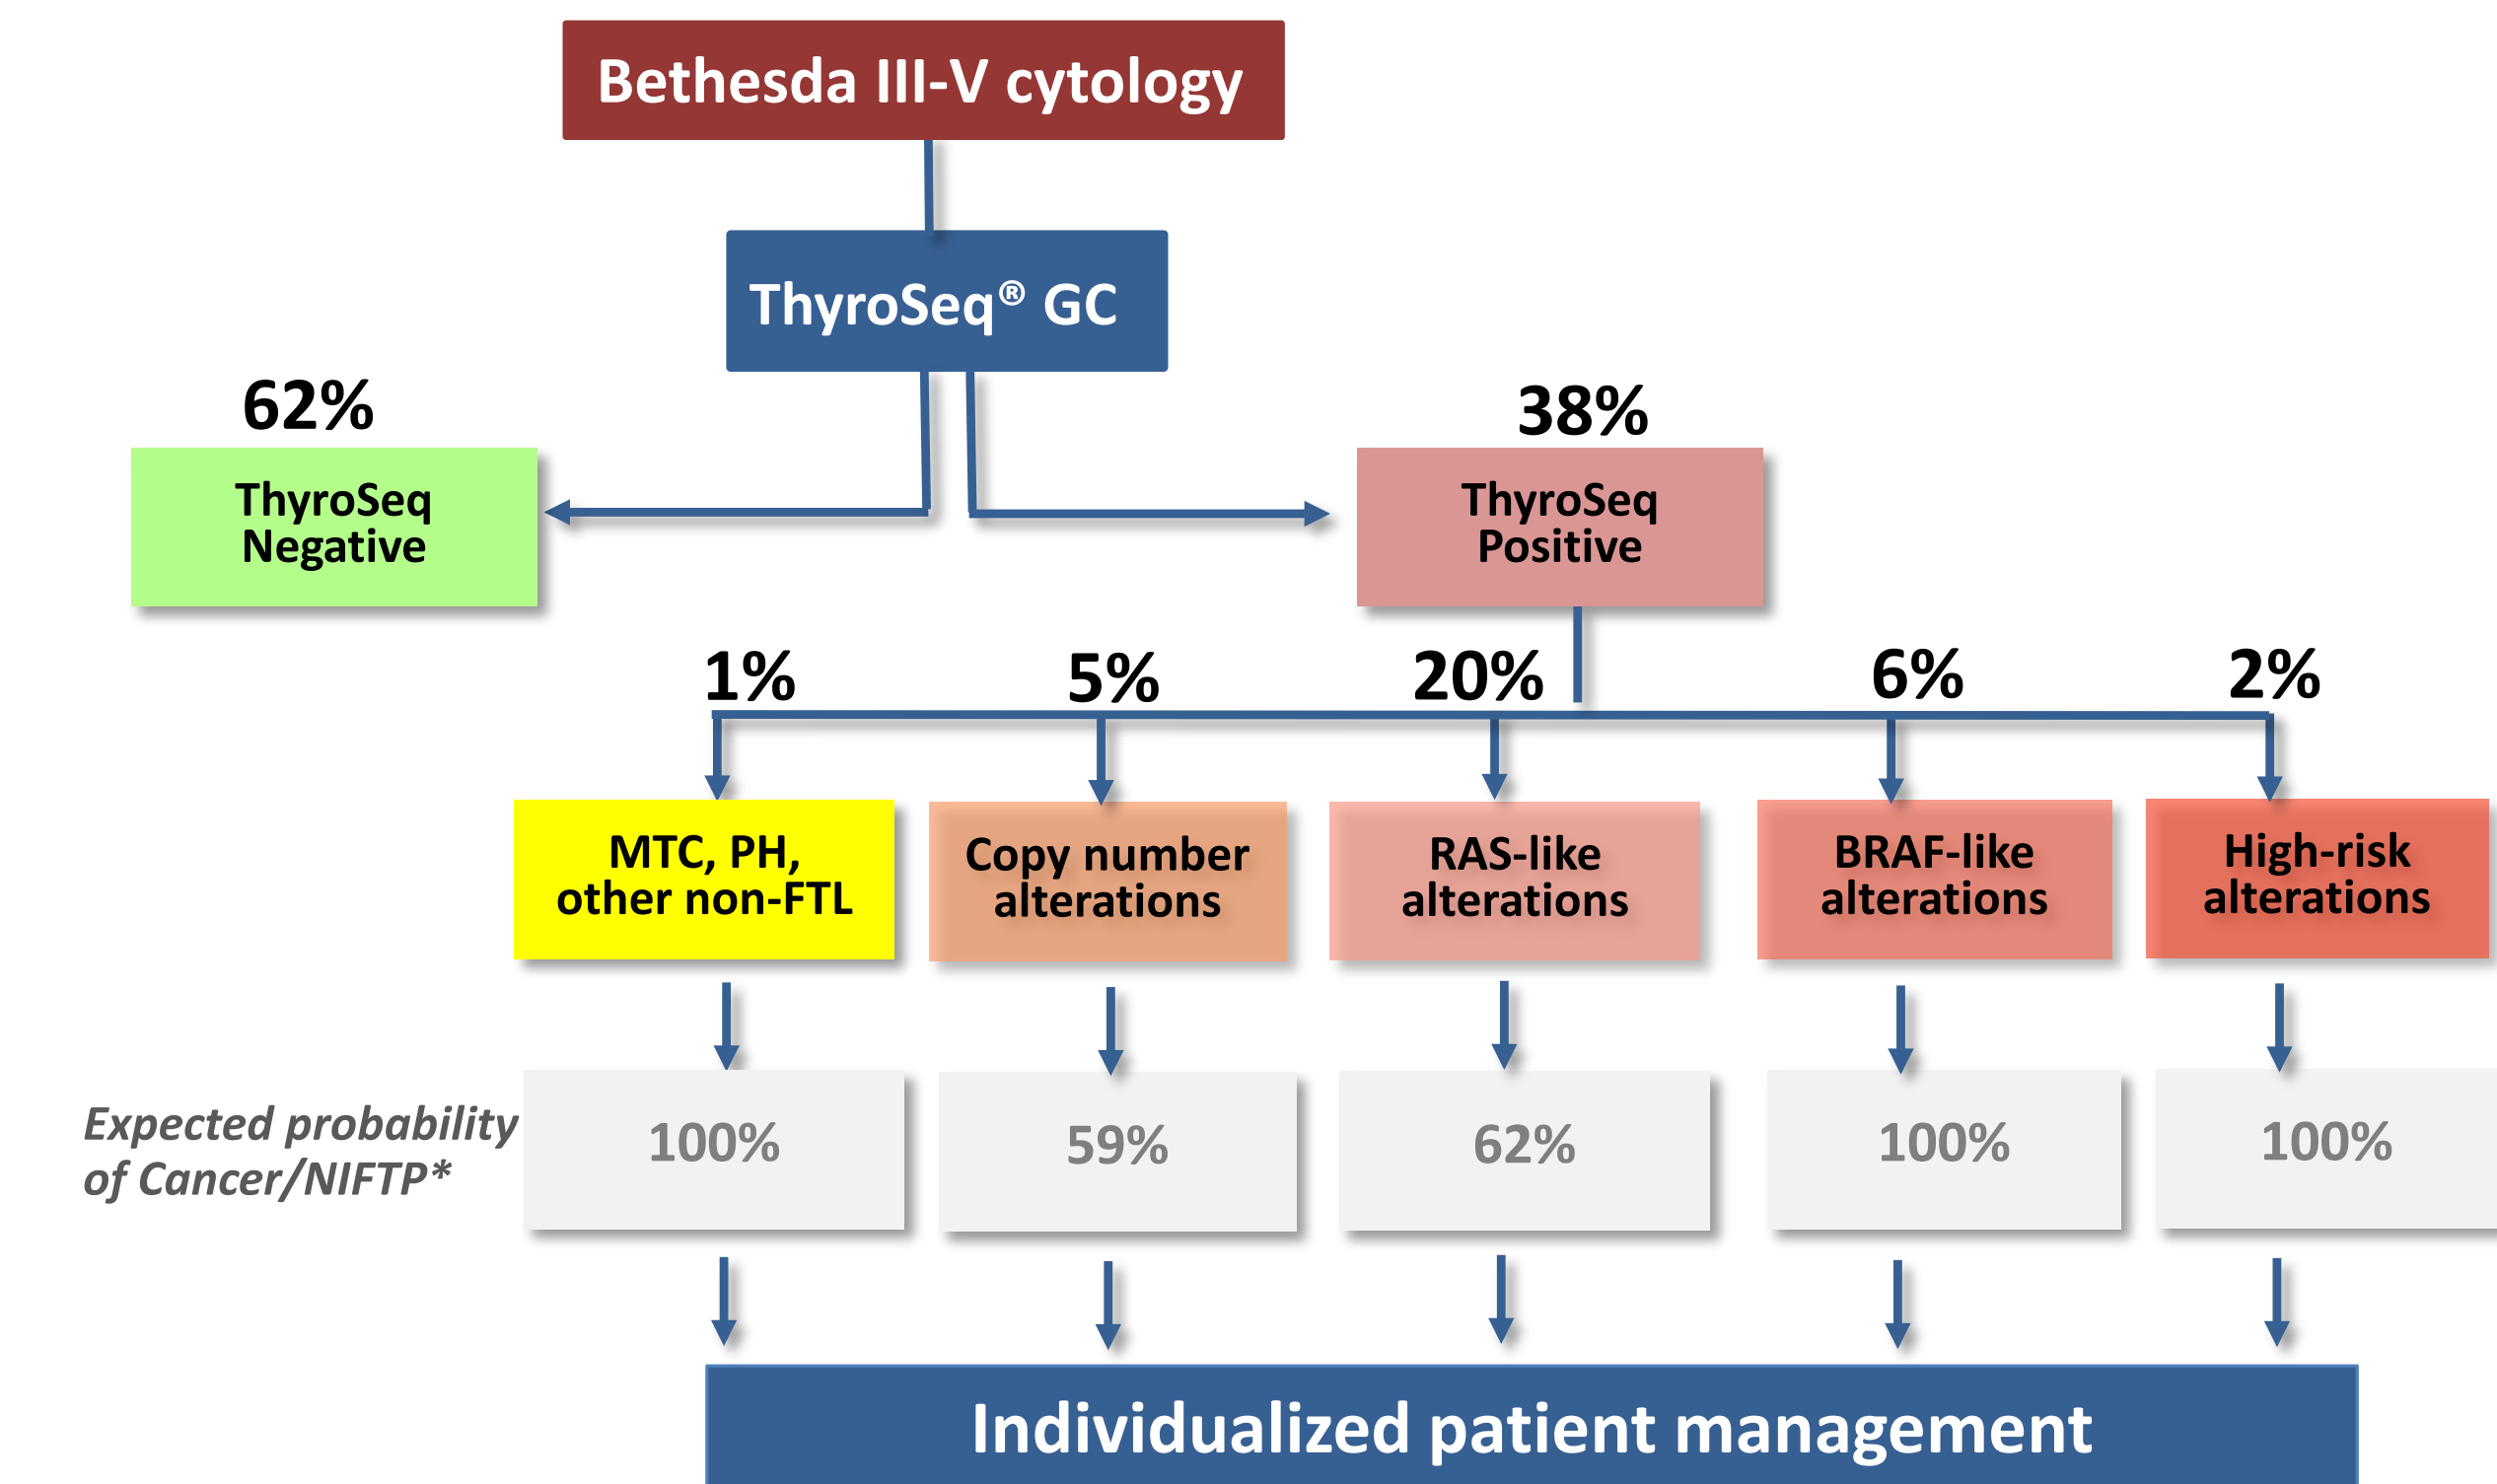 Bethesda III-V cytology
ThyroSeq® GC
62%
38%
ThyroSeq
Negative
ThyroSeq
Positive
1%
5%
20%
6%
2%
MTC, PH,
other non-FTL
Copy number
alterations
RAS-like
alterations
BRAF-like
alterations
High-risk
alterations
Expected probability
of Cancer/NIFTP*
100%
59%
62%
100%
100%
Individualized patient management